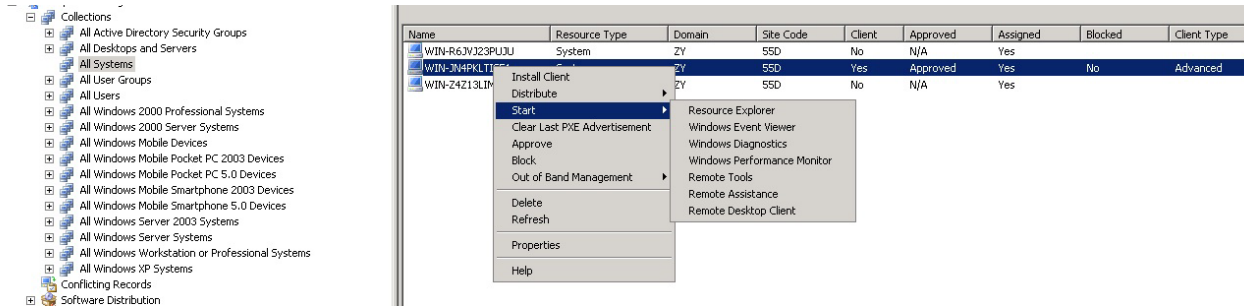 Collections
All Active Directory Security Groups
All Desktops and Servers
All Systems
All User Groups
All Users
All Windows 2000 Professional Systems
All Windows 2000 Server Systems
All Windows Mobile Devices
All Windows Mobile Pocket PC 2003 Devices
All Windows Mobile Pocket PC 5.0 Devices
All Windows Mobile Smartphone 2003 Devices
All Windows Mobile Smartphone 5.0 Devices
All Windows Server 2003 Systems
All Windows Server Systems
All Windows Workstation or Professional Systems
All Windows XP Systems
Conflicting Records
Software Distribution
Name Resource Type Domain Site Code Client Approved Assigned Blocked Client Type
WIN-R6JVJ23PUJU System ZY 55D No N/A Yes
ZY 55D Yes Approved Yes No Advanced
ZY 55D No N/A Yes
Install Client
Distribute
Start
Clear Last PXE Advertisement
Approve
Block
Out of Band Management
Delete
Refresh
Properties
Help
Resource Explorer
Windows Event Viewer
Windows Diagnostics
Windows Performance Monitor
Remote Tools
Remote Assistance
Remote Desktop Client